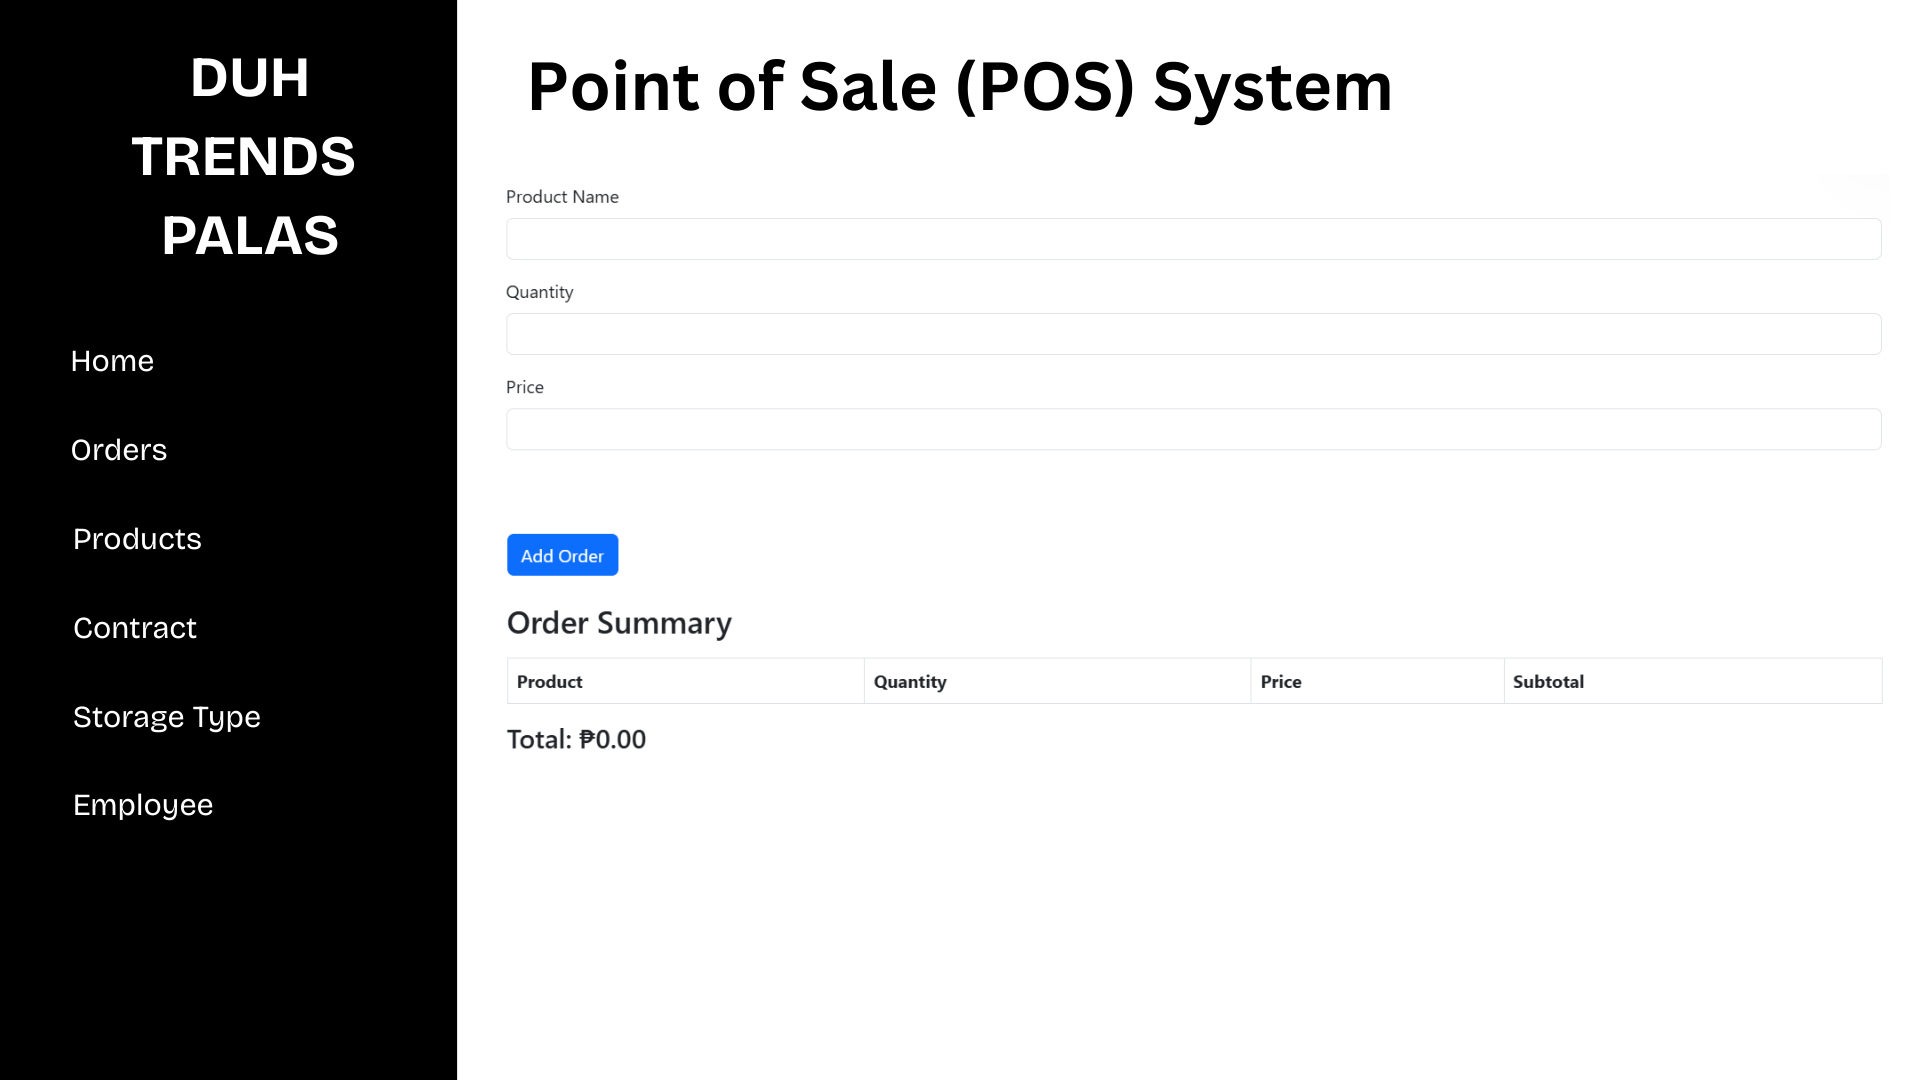 DUH
TRENDS
PALAS
Home
Orders
Products
Contract
Storage Type
Employee
Point of Sale (POS) System
Product Name
Quantity
Price
Add Order
Order Summary
Product Quantity Price Subtotal
Total: ₱0.00